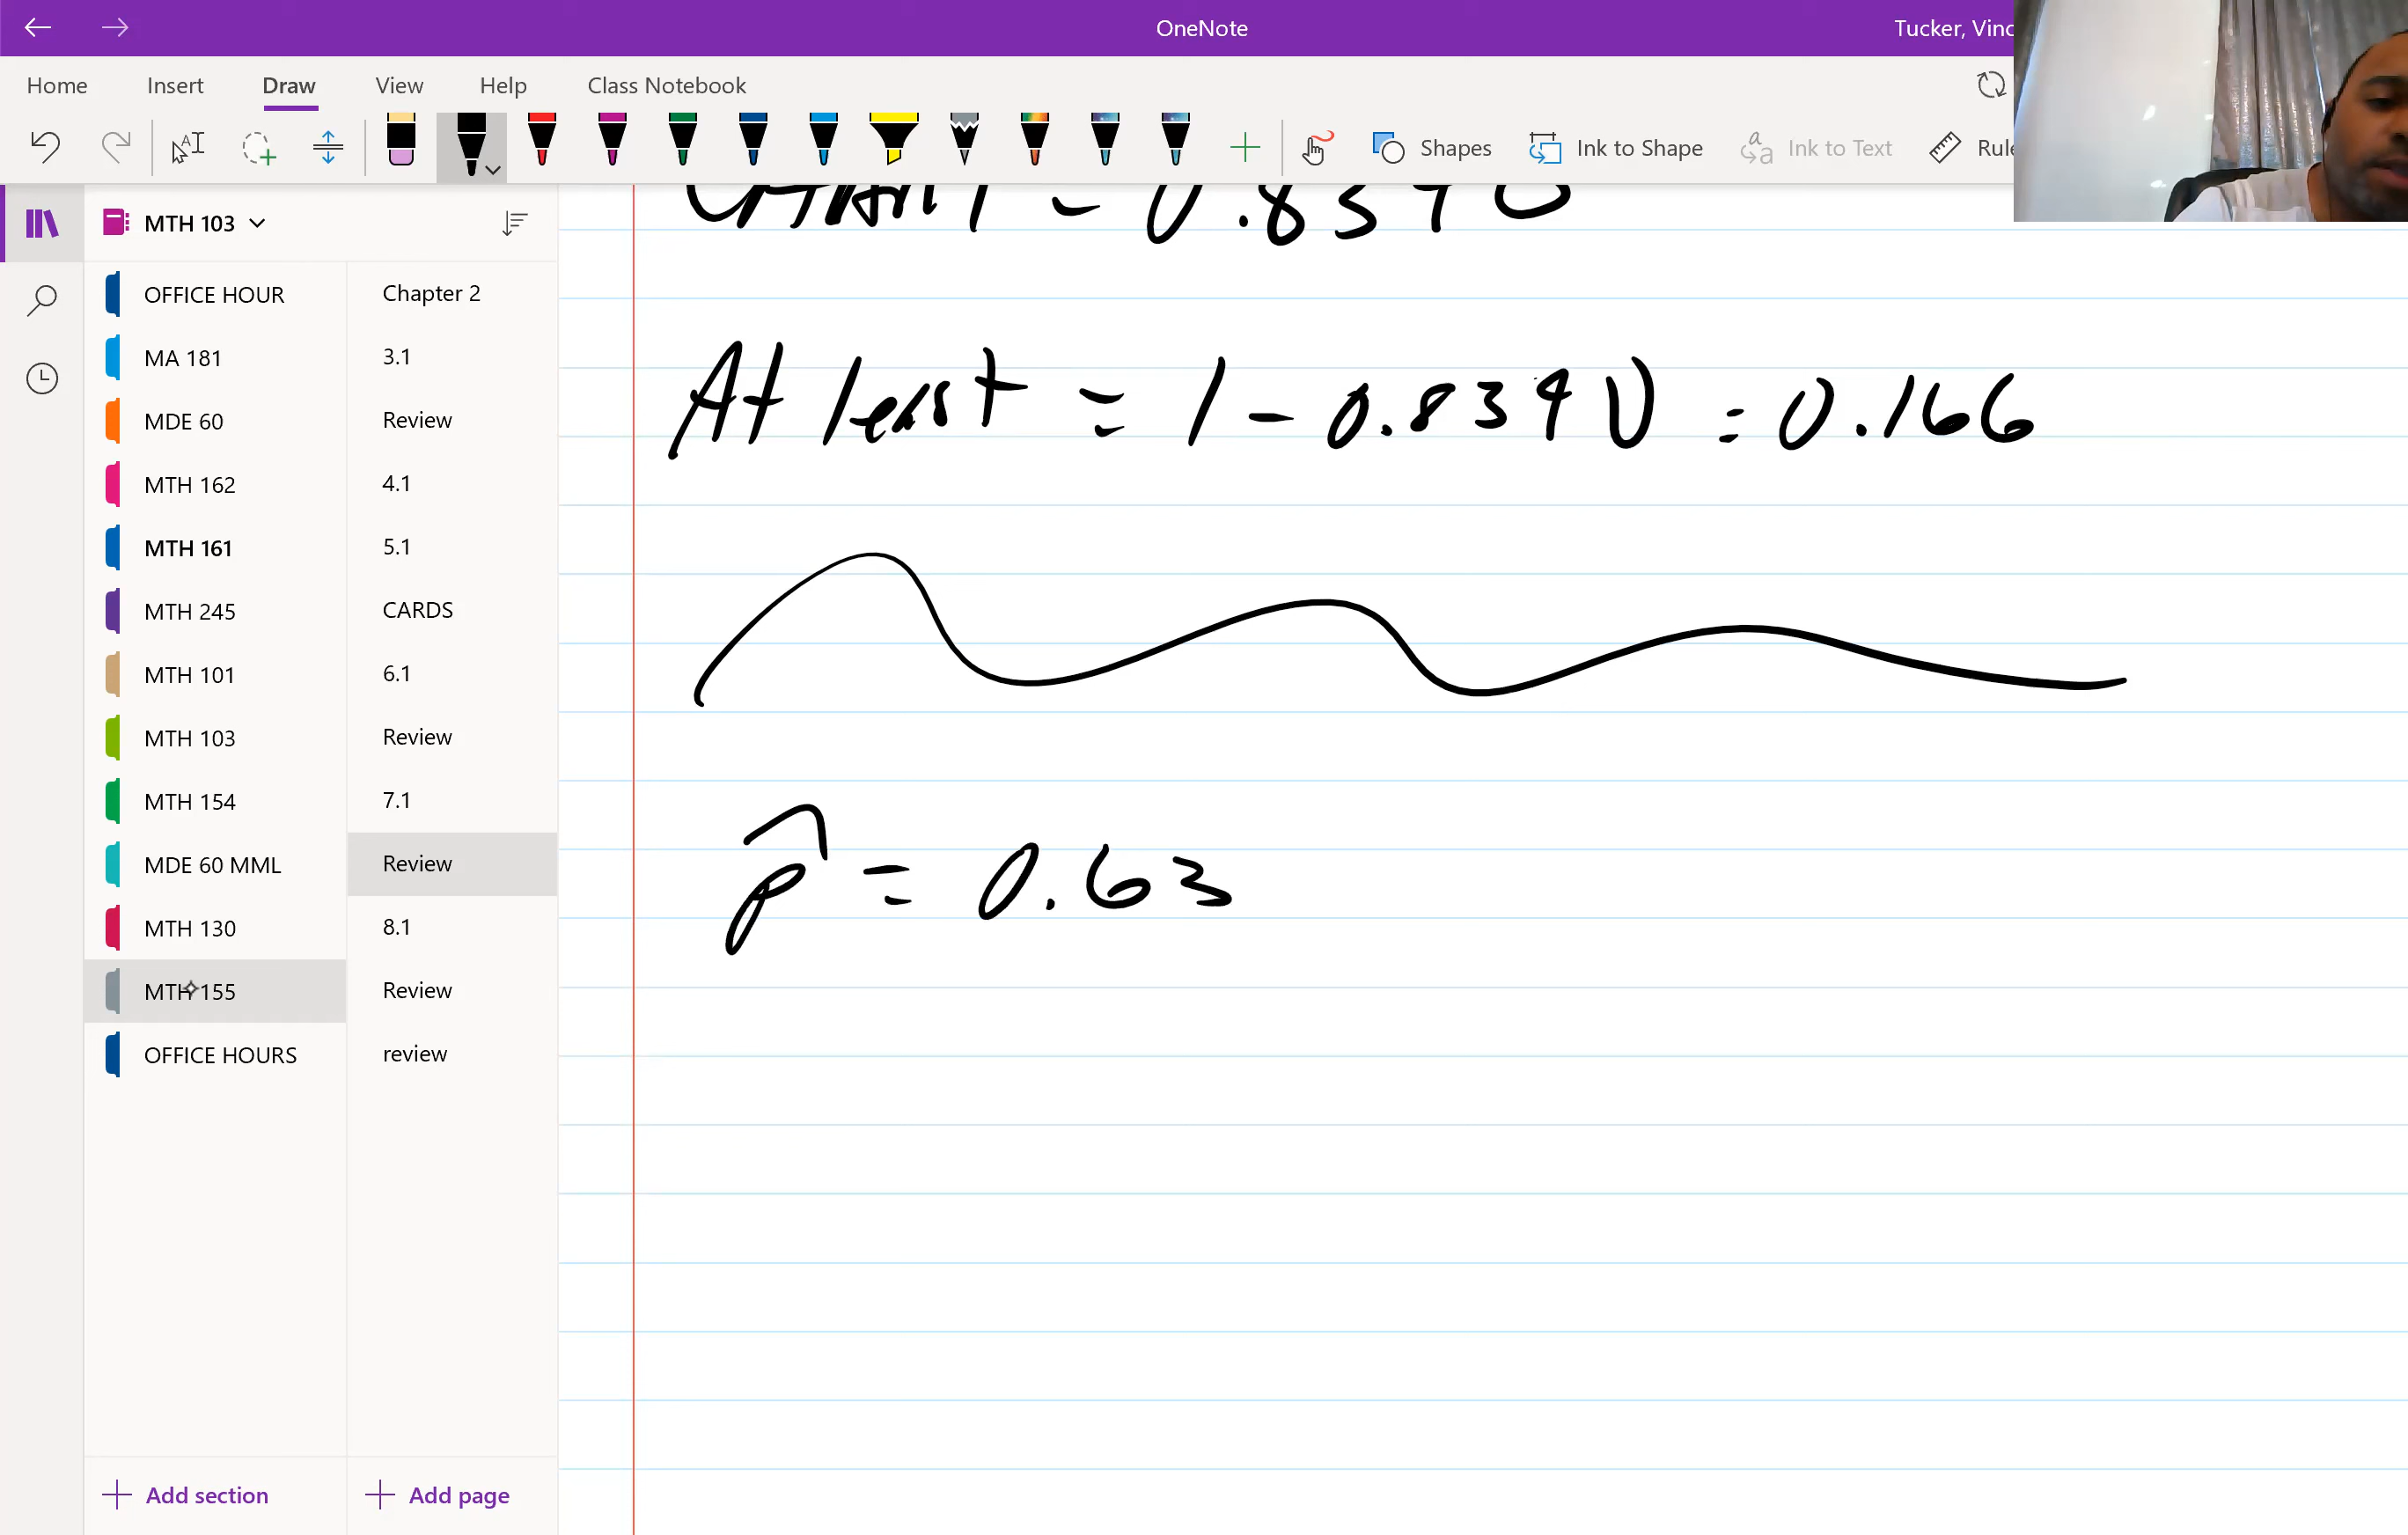 OneNote
Tucker, Vinc
Home Insert Draw View Help Class Notebook
Shapes Ink to Shape Ink to Text Rule
MTH 103
OFFICE HOUR
MA 181
MDE 60
MTH 162
MTH 161
MTH 245
MTH 101
MTH 103
MTH 154
MDE 60 MML
MTH 130
MTH 155
OFFICE HOURS
Add section
Chapter 2
3.1
Review
4.1
5.1
CARDS
6.1
Review
7.1
Review
8.1
Review
review
Add page
0.8340
At least = 1 - 0.8340 = 0.166
p̂ = 0.63